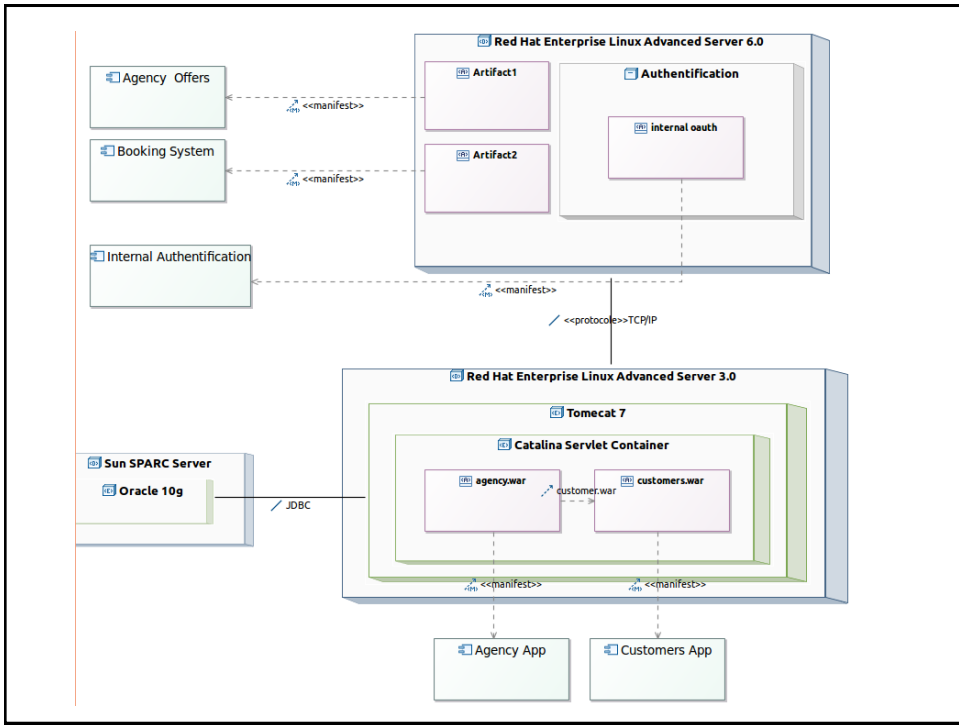 Red Hat Enterprise Linux Advanced Server 6.0
Agency  Offers
Artifact1
Authentification
<<manifest>>
internal oauth
Booking System
Artifact2
<<manifest>>
Internal Authentification
<<manifest>>
<<protocole>>TCP/IP
Red Hat Enterprise Linux Advanced Server 3.0
Tomecat 7
Catalina Servlet Container
Sun SPARC Server
Oracle 10g
agency.war
customer.war
customers.war
JDBC
<<manifest>>
<<manifest>>
Agency App
Customers App